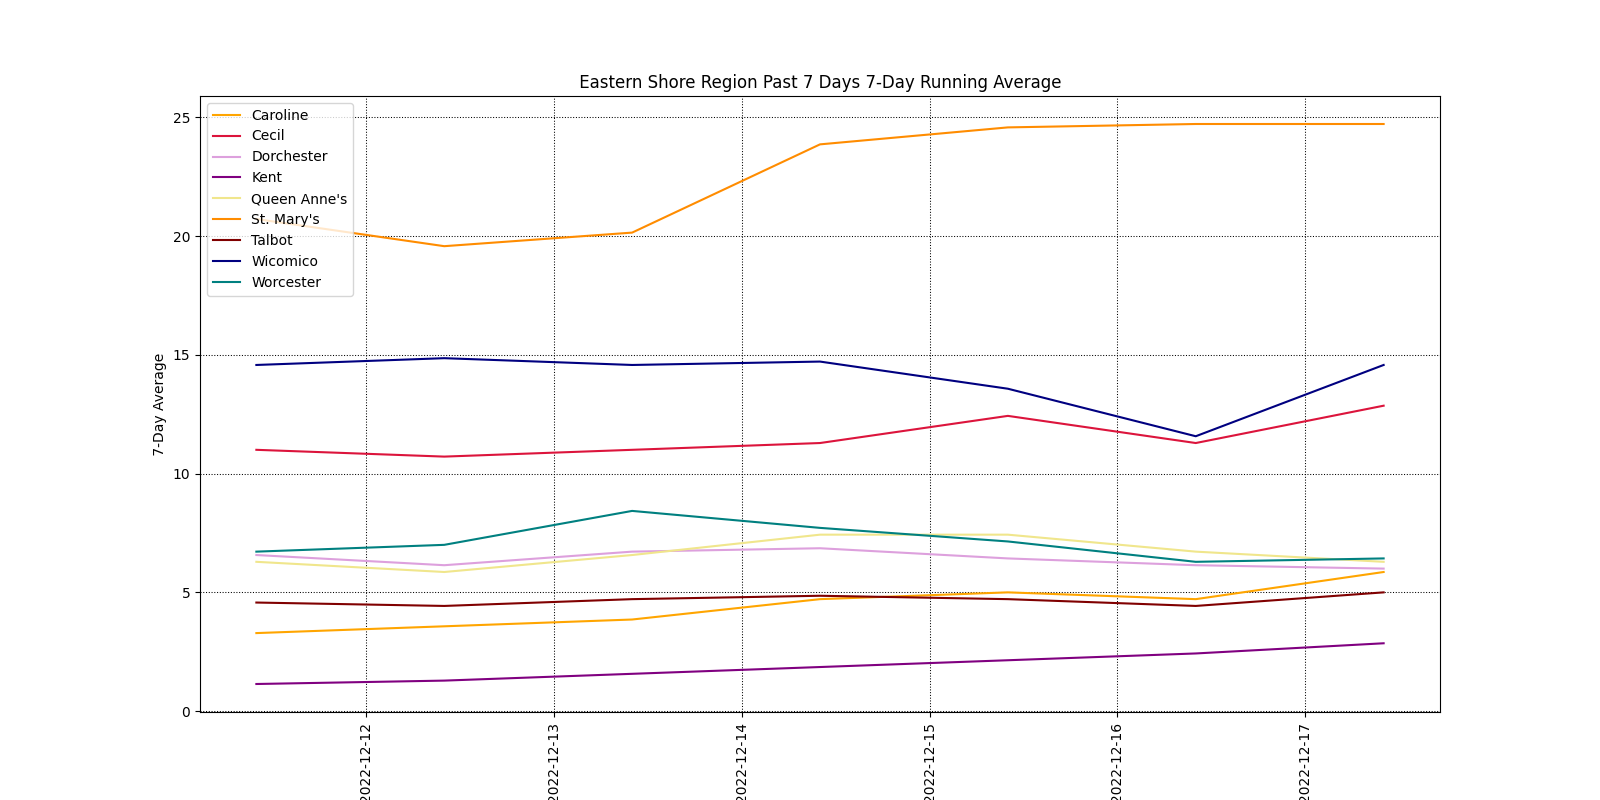 Eastern Shore Region Past 7 Days 7-Day Running Average
25
20
15
10
5
0
7-Day Average
Caroline
Cecil
Dorchester
Kent
Queen Anne's
St. Mary's
Talbot
Wicomico
Worcester
2022-12-12
2022-12-13
2022-12-14
2022-12-15
2022-12-16
2022-12-17